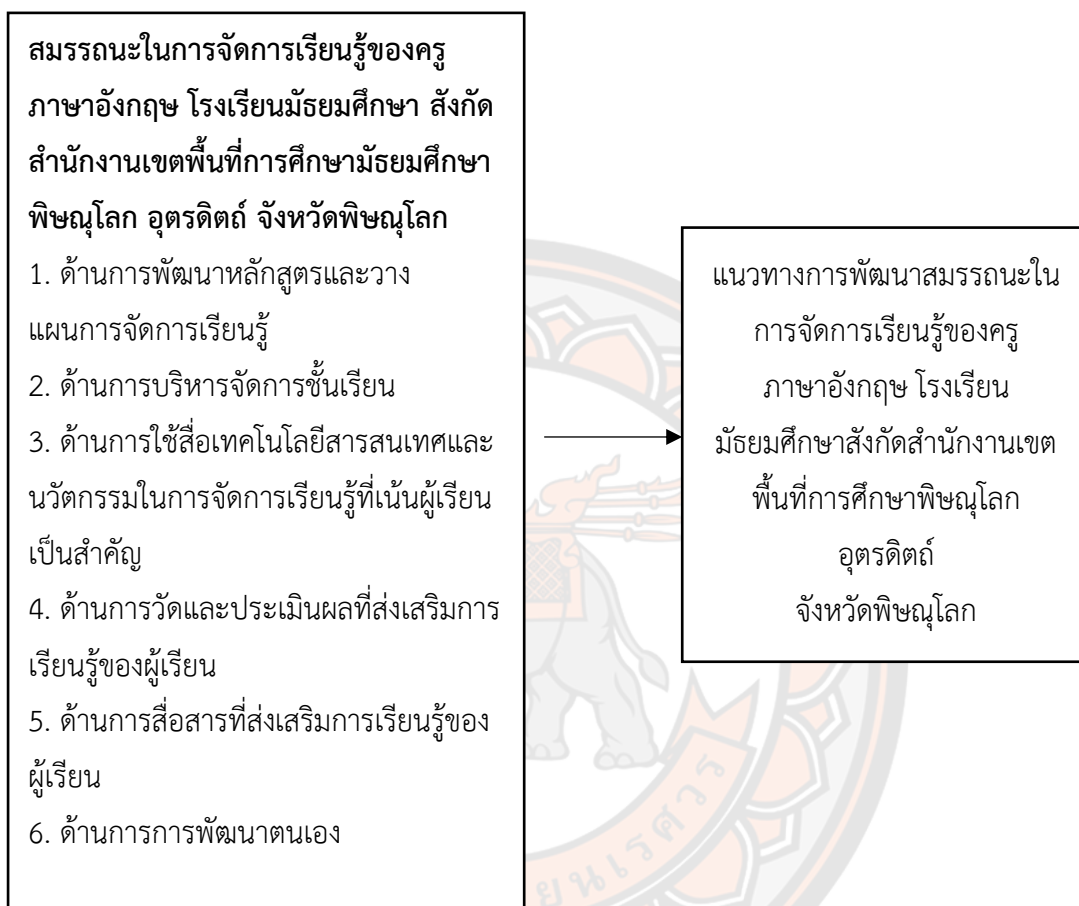 สมรรถนะในการจัดการเรียนรู้ของครู
ภาษาอังกฤษ โรงเรียนมัธยมศึกษา สังกัด
สำนักงานเขตพื้นที่การศึกษามัธยมศึกษา
พิษณุโลก อุตรดิตถ์ จังหวัดพิษณุโลก
1. ด้านการพัฒนาหลักสูตรและวาง
แผนการจัดการเรียนรู้
2. ด้านการบริหารจัดการชั้นเรียน
3. ด้านการใช้สื่อเทคโนโลยีสารสนเทศและ
นวัตกรรมในการจัดการเรียนรู้ที่เน้นผู้เรียน
เป็นสำคัญ
4. ด้านการวัดและประเมินผลที่ส่งเสริมการ
เรียนรู้ของผู้เรียน
5. ด้านการสื่อสารที่ส่งเสริมการเรียนรู้ของ
ผู้เรียน
6. ด้านการการพัฒนาตนเอง
แนวทางการพัฒนาสมรรถนะใน
การจัดการเรียนรู้ของครู
ภาษาอังกฤษ โรงเรียน
มัธยมศึกษาสังกัดสำนักงานเขต
พื้นที่การศึกษาพิษณุโลก
อุตรดิตถ์
จังหวัดพิษณุโลก